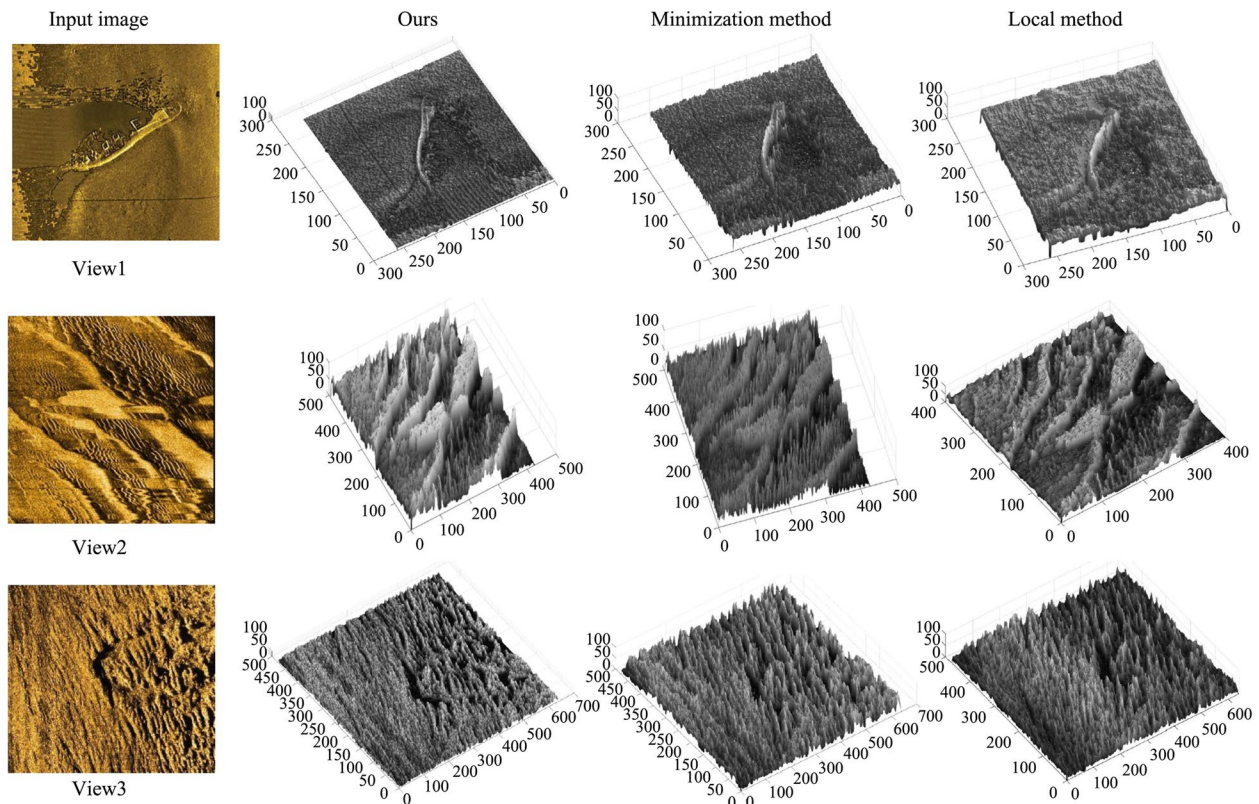 Input image Ours Minimization method Local method
100 50 0 300 250 200 150 100 50 0 300 250 200 150 100 50 0
100 50 0 300 250 200 150 100 50 0 300 250 200 150 100 50 0
100 50 0 300 250 200 150 100 50 0 300 250 200 150 100 50 0
View1
100 50 0 500 400 300 200 100 0 0 100 200 300 400 500
100 50 0 500 400 300 200 100 0 0 100 200 300 400 500
100 50 0 400 300 200 100 0 0 100 200 300 400
View2
100 50 0 500 450 400 350 300 250 200 150 100 50 0 0 100 200 300 400 500 600 700
100 50 0 500 450 400 350 300 250 200 150 100 50 0 0 100 200 300 400 500 600 700
100 50 0 500 400 300 200 100 0 0 100 200 300 400 500 600
View3